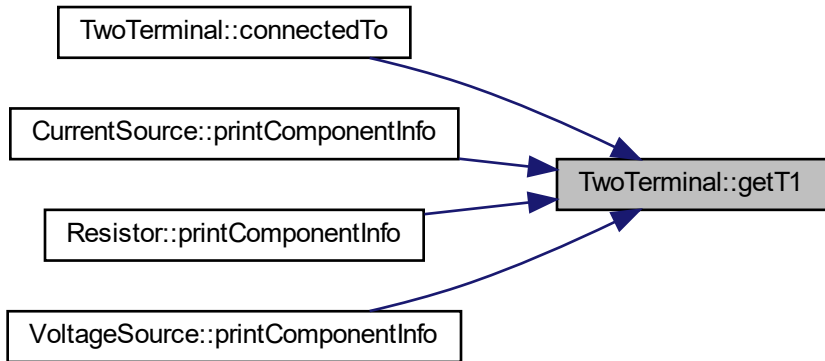 TwoTerminal::connectedTo
CurrentSource::printComponentInfo
TwoTerminal::getT1
Resistor::printComponentInfo
VoltageSource::printComponentInfo